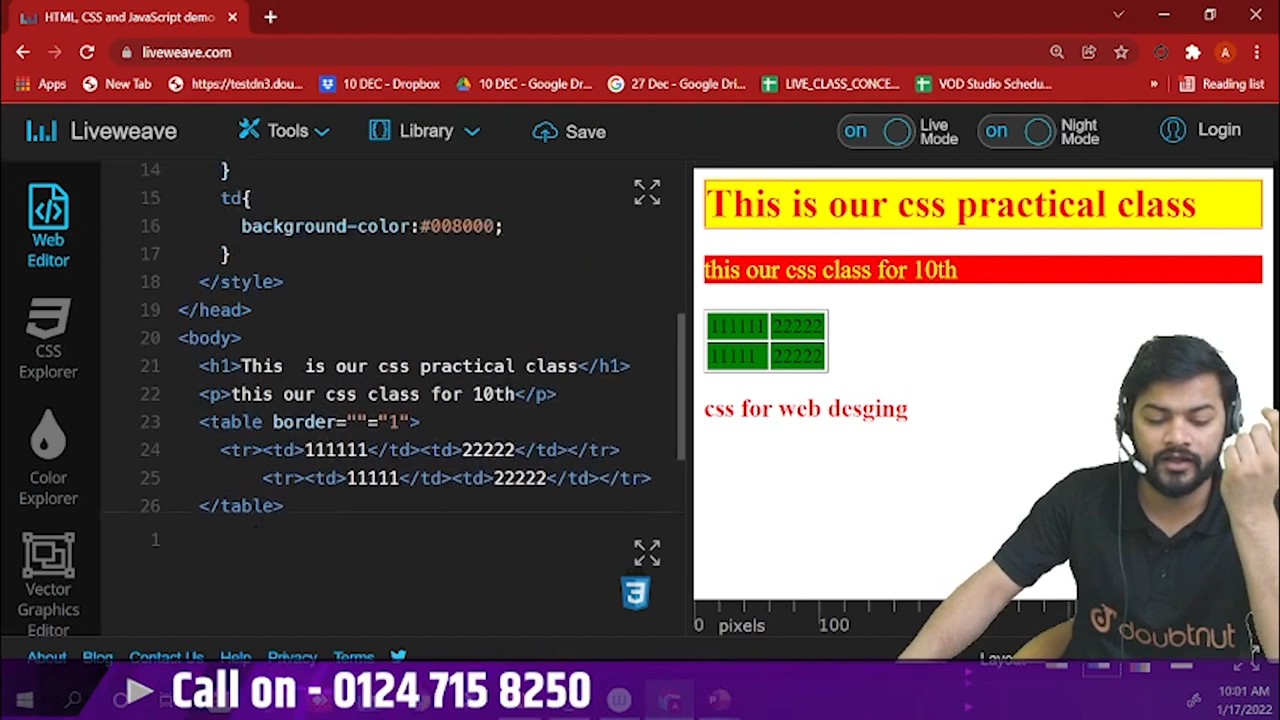 HTML, CSS and JavaScript demo
liveweave.com
A
Apps
New Tab
https://testdn3.dou...
10 DEC - Dropbox
10 DEC - Google Dr...
27 Dec - Google Dri...
LIVE_CLASS_CONCE...
VOD Studio Schedu...
»
Reading list
Liveweave
Tools
Library
Save
on
Live
Mode
on
Night
Mode
Login
Web
Editor
CSS
Explorer
Color
Explorer
Vector
Graphics
Editor
14 }
15 td{
16 background-color:#008000;
17 }
18 </style>
19 </head>
20 <body>
21 <h1>This  is our css practical class</h1>
22 <p>this our css class for 10th</p>
23 <table border=""="1">
24 <tr><td>111111</td><td>22222</td></tr>
25 <tr><td>11111</td><td>22222</td></tr>
26 </table>
1
3
This is our css practical class
this our css class for 10th
111111 22222
11111 22222
css for web desging
0 pixels 100
doubtnut
About Blog Contact Us Help Privacy Terms
Call on - 0124 715 8250
10:01 AM
1/17/2022